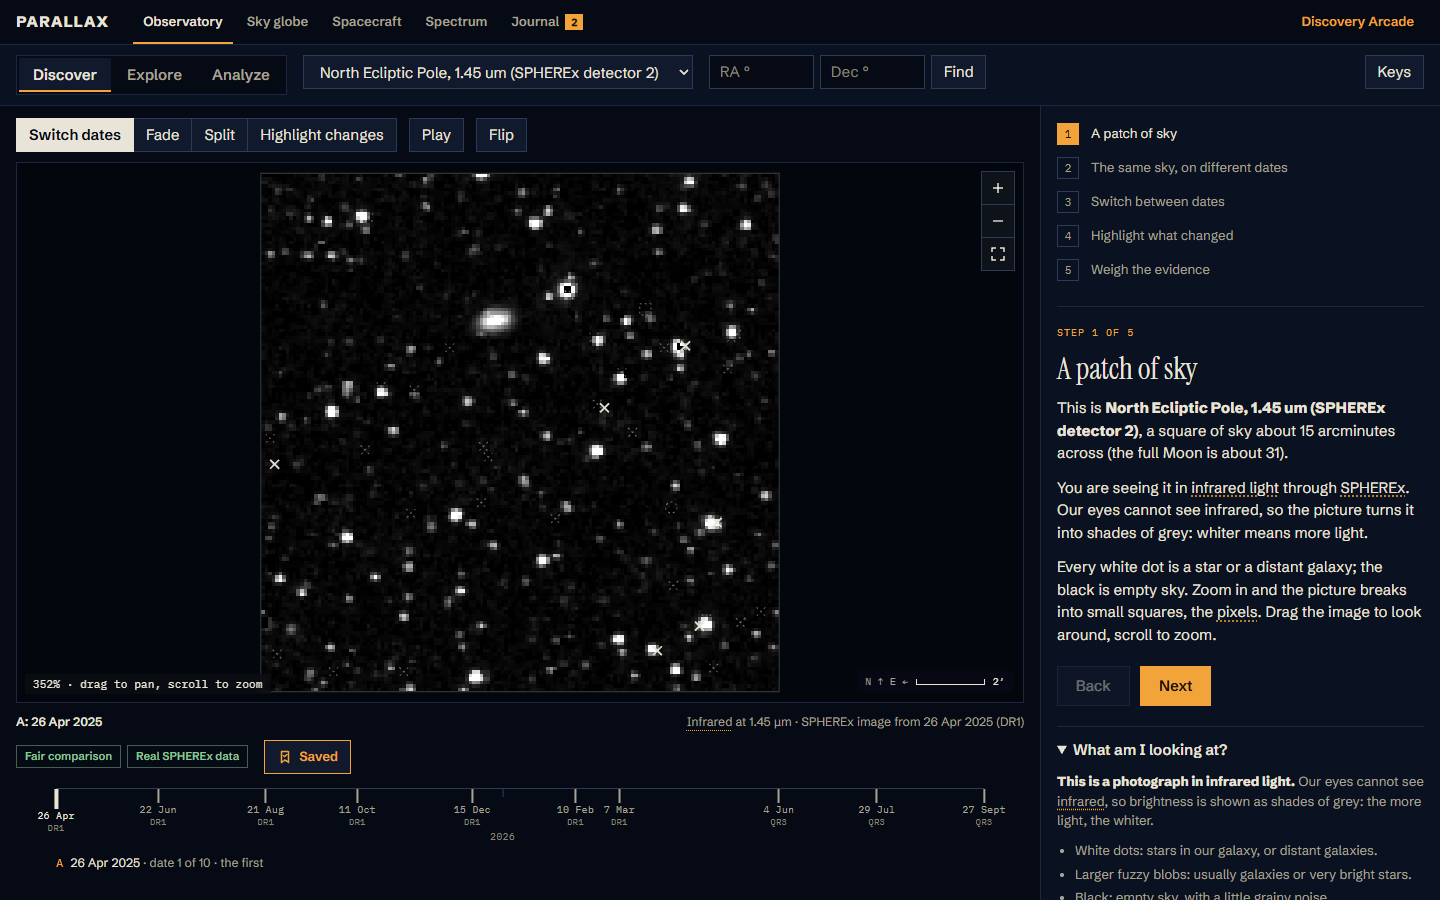 PARALLAX
Observatory
Sky globe
Spacecraft
Spectrum
Journal 2
Discovery Arcade
Discover
Explore
Analyze
North Ecliptic Pole, 1.45 um (SPHEREx detector 2)
RA °
Dec °
Find
Keys
Switch dates
Fade
Split
Highlight changes
Play
Flip
+
−
352% · drag to pan, scroll to zoom
N ↑ E ← 2′
A: 26 Apr 2025
Infrared at 1.45 µm · SPHEREx image from 26 Apr 2025 (DR1)
Fair comparison
Real SPHEREx data
Saved
26 Apr
DR1
22 Jun
DR1
21 Aug
DR1
11 Oct
DR1
15 Dec
DR1
10 Feb
DR1
7 Mar
DR1
4 Jun
QR3
29 Jul
QR3
27 Sept
QR3
2026
A 26 Apr 2025 · date 1 of 10 · the first
1 A patch of sky
2 The same sky, on different dates
3 Switch between dates
4 Highlight what changed
5 Weigh the evidence
STEP 1 OF 5
A patch of sky
This is North Ecliptic Pole, 1.45 um (SPHEREx
detector 2), a square of sky about 15 arcminutes
across (the full Moon is about 31).
You are seeing it in infrared light through SPHEREx.
Our eyes cannot see infrared, so the picture turns it
into shades of grey: whiter means more light.
Every white dot is a star or a distant galaxy; the
black is empty sky. Zoom in and the picture breaks
into small squares, the pixels. Drag the image to look
around, scroll to zoom.
Back
Next
▼ What am I looking at?
This is a photograph in infrared light. Our eyes cannot see
infrared, so brightness is shown as shades of grey: the more
light, the whiter.
• White dots: stars in our galaxy, or distant galaxies.
• Larger fuzzy blobs: usually galaxies or very bright stars.
• Black: empty sky, with a little grainy noise.